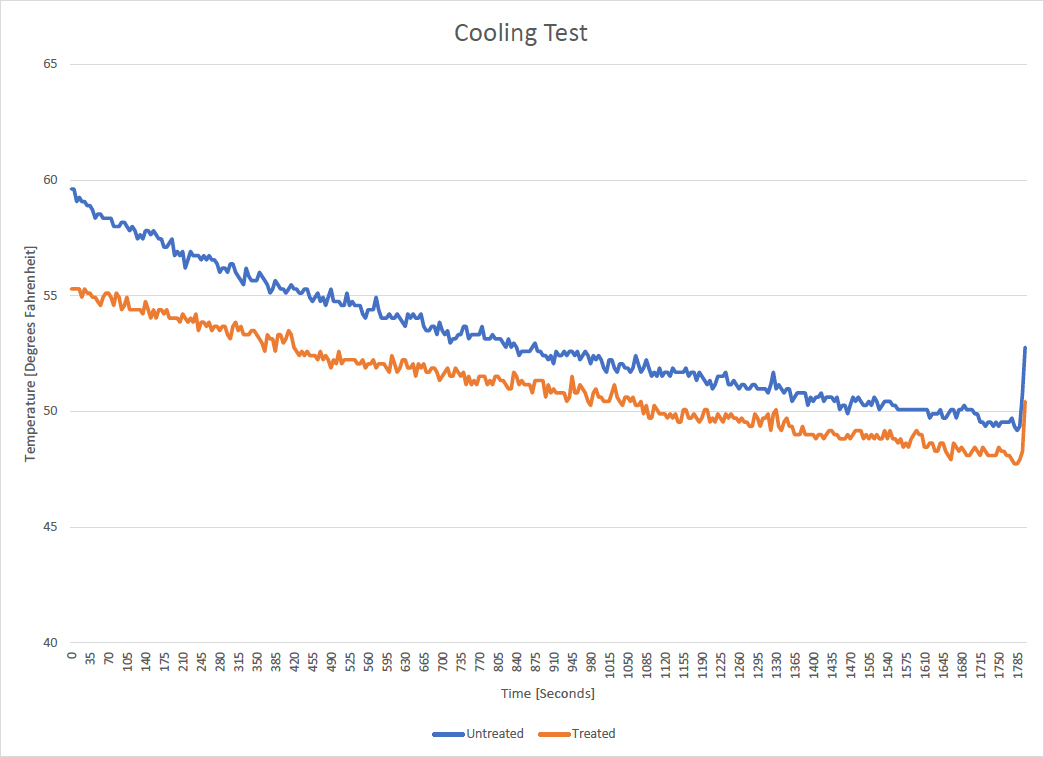 Cooling Test
65
60
55
50
45
40
Temperature [Degrees Fahrenheit]
0 35 70 105 140 175 210 245 280 315 350 385 420 455 490 525 560 595 630 665 700 735 770 805 840 875 910 945 980 1015 1050 1085 1120 1155 1190 1225 1260 1295 1330 1365 1400 1435 1470 1505 1540 1575 1610 1645 1680 1715 1750 1785
Time [Seconds]
Untreated Treated